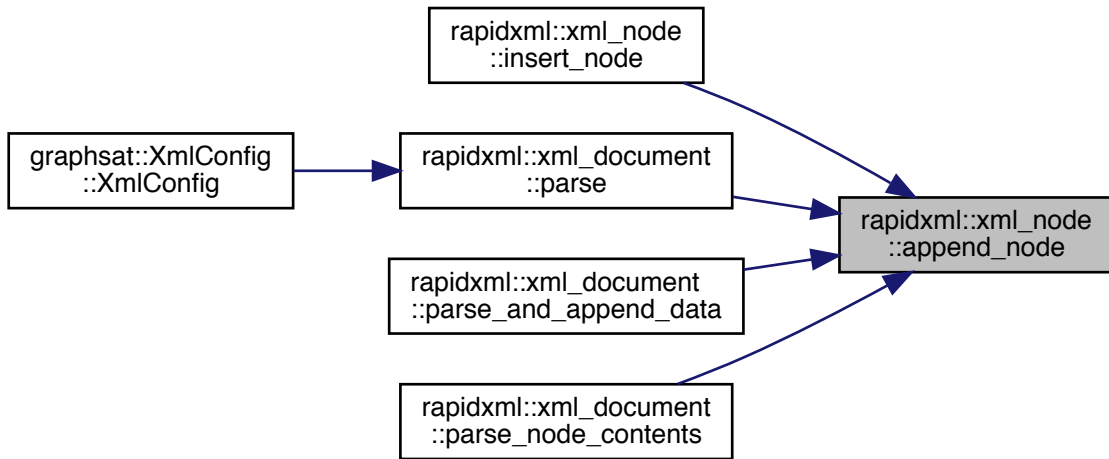 rapidxml::xml_node
::insert_node
graphsat::XmlConfig
::XmlConfig
rapidxml::xml_document
::parse
rapidxml::xml_node
::append_node
rapidxml::xml_document
::parse_and_append_data
rapidxml::xml_document
::parse_node_contents